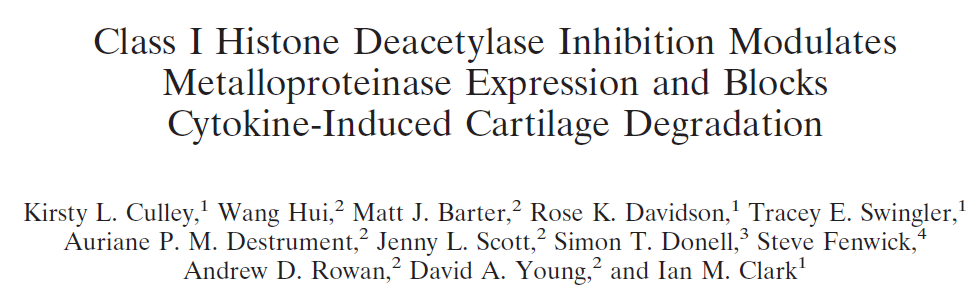 Class I Histone Deacetylase Inhibition Modulates
Metalloproteinase Expression and Blocks
Cytokine-Induced Cartilage Degradation
Kirsty L. Culley,¹ Wang Hui,² Matt J. Barter,² Rose K. Davidson,¹ Tracey E. Swingler,¹
Auriane P. M. Destrument,² Jenny L. Scott,² Simon T. Donell,³ Steve Fenwick,⁴
Andrew D. Rowan,² David A. Young,² and Ian M. Clark¹